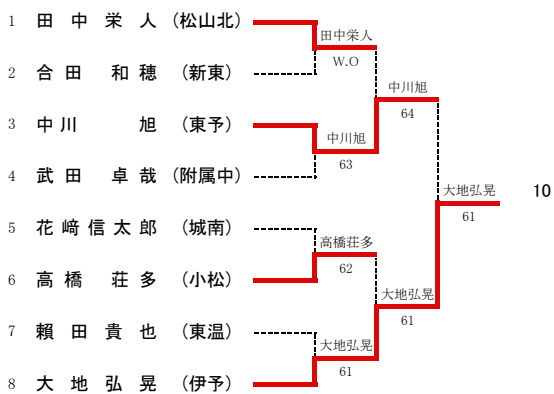 1 田中栄人（松山北）
田中栄人
2 合田和穂（新東）
W.O
中川旭
3 中川旭（東予）
64
中川旭
4 武田卓哉（附属中）
63
大地弘晃
10
61
5 花﨑信太郎（城南）
高橋荘多
6 高橋荘多（小松）
62
大地弘晃
61
7 頼田貴也（東温）
大地弘晃
8 大地弘晃（伊予）
61